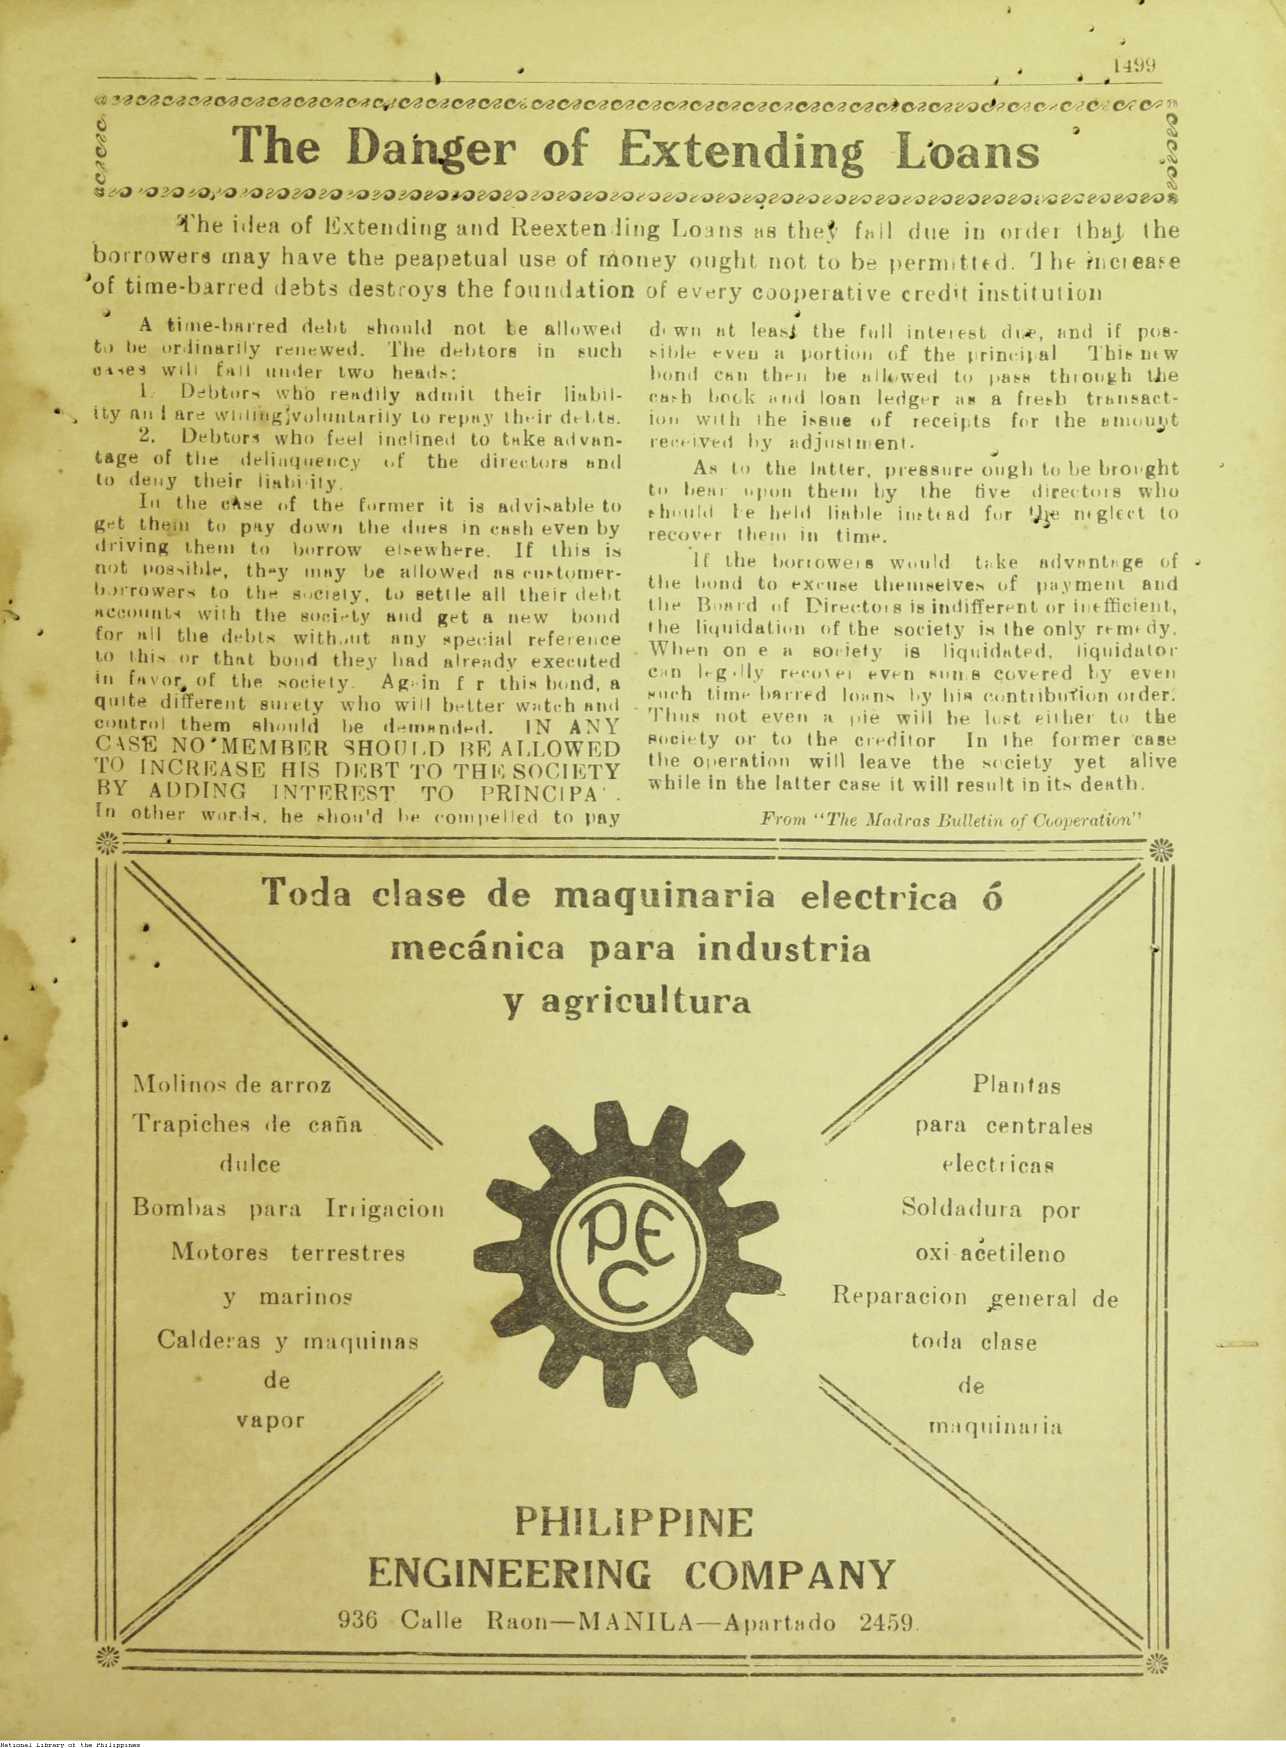 1499
The Danger of Extending Loans
The idea of Extending and Reextending Loans as they fall due in order that the
borrowers may have the peapetual use of money ought not to be permitted. The increase
of time-barred debts destroys the foundation of every cooperative credit institution
A time-barred debt should not be allowed
to be ordinarily renewed. The debtors in such
cases will fall under two heads:
1. Debtors who readily admit their liabil-
ity and are willing voluntarily to repay their debts.
2. Debtors who feel inclined to take advan-
tage of the delinquency of the directors and
to deny their liability.
In the case of the former it is advisable to
get them to pay down the dues in cash even by
driving them to borrow elsewhere. If this is
not possible, they may be allowed as customer-
borrowers to the society, to settle all their debt
accounts with the society and get a new bond
for all the debts without any special reference
to this or that bond they had already executed
in favor of the society. Again for this bond, a
quite different surety who will better watch and
control them should be demanded. IN ANY
CASE NO MEMBER SHOULD BE ALLOWED
TO INCREASE HIS DEBT TO THE SOCIETY
BY ADDING INTEREST TO PRINCIPAL.
In other words, he should be compelled to pay
down at least the full interest due, and if pos-
sible even a portion of the principal This new
bond can then be allowed to pass through the
cash book and loan ledger as a fresh transact-
ion with the issue of receipts for the amount
received by adjustment.
As to the latter, pressure ough to be brought
to bear upon them by the five directors who
should be held liable instead for the neglect to
recover them in time.
If the borrowers would take advantage of
the bond to excuse themselves of payment and
the Board of Directors is indifferent or inefficient,
the liquidation of the society is the only remedy.
When on e a society is liquidated, liquidator
can legally recover even sums covered by even
such time barred loans by his contribution order.
Thus not even a pie will be lost either to the
society or to the creditor In the former case
the operation will leave the society yet alive
while in the latter case it will result in its death.
From "The Madras Bulletin of Cooperation"
Toda clase de maquinaria electrica ó
mecánica para industria
y agricultura
Molinos de arroz
Trapiches de caña
dulce
Bombas para Irrigacion
Motores terrestres
y marinos
Calderas y maquinas
de
vapor
PEC
Plantas
para centrales
electricas
Soldadura por
oxi acetileno
Reparacion general de
toda clase
de
maquinaria
PHILIPPINE
ENGINEERING COMPANY
936 Calle Raon—MANILA—Apartado 2459.
National Library of the Philippines